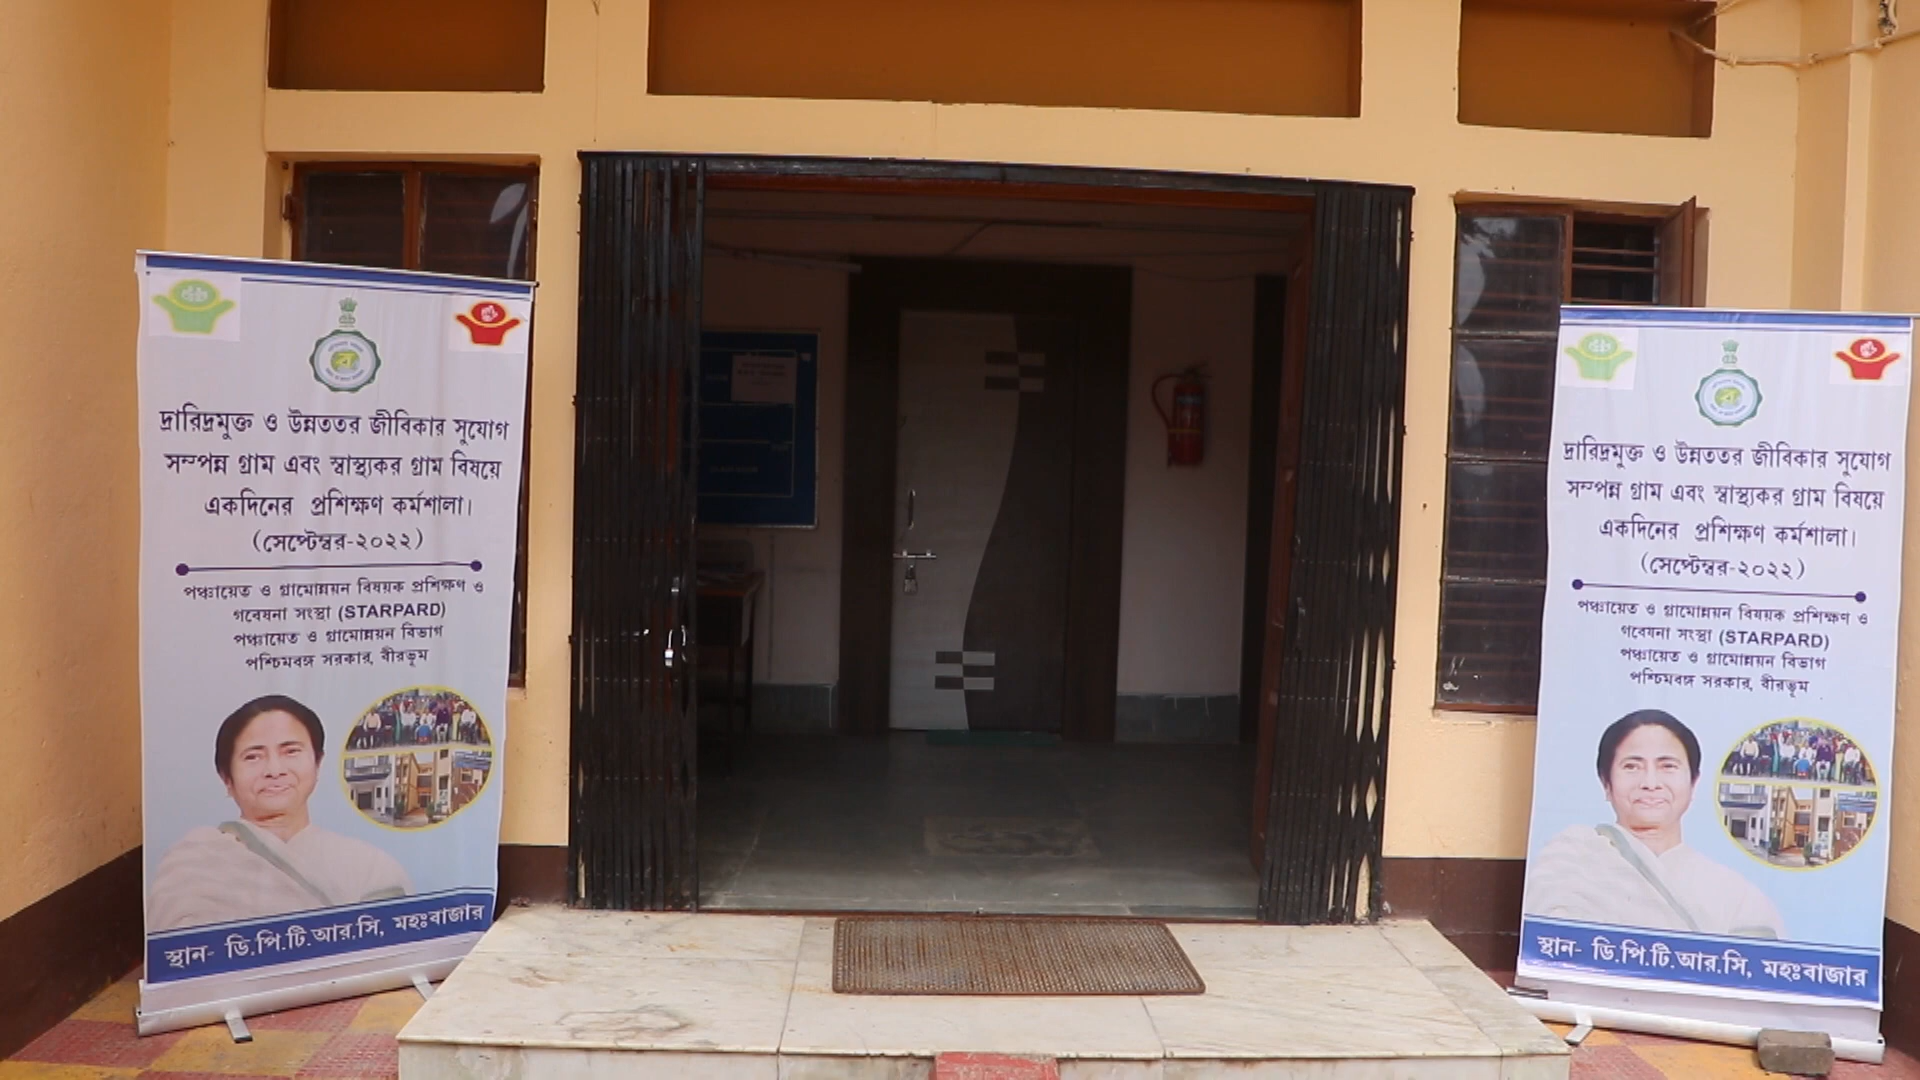 দ্রারিদ্রমুক্ত ও উন্নততর জীবিকার সুযোগ
সম্পন্ন গ্রাম এবং স্বাস্থ্যকর গ্রাম বিষয়ে
একদিনের প্রশিক্ষণ কর্মশালা।
(সেপ্টেম্বর-২০২২)
পঞ্চায়েত ও গ্রামোন্নয়ন বিষয়ক প্রশিক্ষণ ও
গবেষনা সংস্থা (STARPARD)
পঞ্চায়েত ও গ্রামোন্নয়ন বিভাগ
পশ্চিমবঙ্গ সরকার, বীরভূম
স্থান- ডি.পি.টি.আর.সি, মহঃবাজার
দ্রারিদ্রমুক্ত ও উন্নততর জীবিকার সুযোগ
সম্পন্ন গ্রাম এবং স্বাস্থ্যকর গ্রাম বিষয়ে
একদিনের প্রশিক্ষণ কর্মশালা।
(সেপ্টেম্বর-২০২২)
পঞ্চায়েত ও গ্রামোন্নয়ন বিষয়ক প্রশিক্ষণ ও
গবেষনা সংস্থা (STARPARD)
পঞ্চায়েত ও গ্রামোন্নয়ন বিভাগ
পশ্চিমবঙ্গ সরকার, বীরভূম
স্থান- ডি.পি.টি.আর.সি, মহঃবাজার